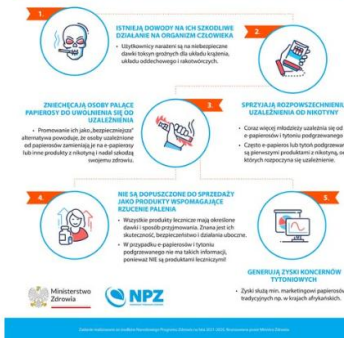 1.
ISTNIEJĄ DOWODY NA ICH SZKODLIWE
DZIAŁANIE NA ORGANIZM CZŁOWIEKA
• Użytkownicy narażeni są na niebezpieczne
dawki toksyn groźnych dla układu krążenia,
układu oddechowego i rakotwórczych.
2.
SPRZYJAJĄ ROZPOWSZECHNIENIU
UZALEŻNIENIA OD NIKOTYNY
• Coraz więcej młodzieży uzależnia się od
e-papierosów i tytoniu podgrzewanego
• Często e-papieros lub tytoń podgrzewan
są pierwszymi produktami z nikotyną, od
których rozpoczyna się uzależnienie.
3.
ZNIECHĘCAJĄ OSOBY PALĄCE
PAPIEROSY DO UWOLNIENIA SIĘ OD
UZALEŻNIENIA
• Promowanie ich jako „bezpieczniejsza"
alternatywa powoduje, że osoby uzależnione
od papierosów zamieniają je na e-papierosy
lub inne produkty z nikotyną i nadal szkodzą
swojemu zdrowiu.
4.
NIE SĄ DOPUSZCZONE DO SPRZEDAŻY
JAKO PRODUKTY WSPOMAGAJĄCE
RZUCENIE PALENIA
• Wszystkie produkty lecznicze mają określone
dawki i sposób przyjmowania. Znana jest ich
skuteczność, bezpieczeństwo i działania uboczne.
• W przypadku e-papierosów i tytoniu
podgrzewanego nie ma takich informacji,
ponieważ NIE są produktami leczniczymi!
5.
GENERUJĄ ZYSKI KONCERNÓW
TYTONIOWYCH
• Zyski służą min. marketingowi papierosów
tradycyjnych np. w krajach afrykańskich.
Ministerstwo
Zdrowia
NPZ